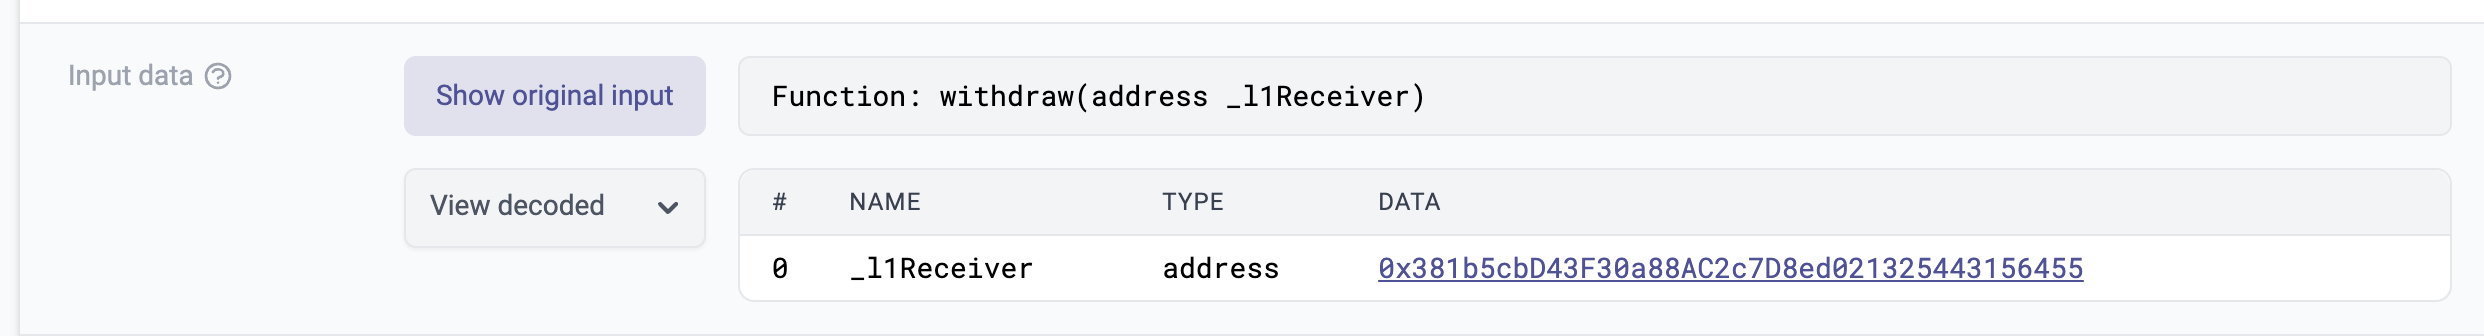 Input data
Show original input
Function: withdraw(address _l1Receiver)
View decoded
# NAME TYPE DATA
0 _l1Receiver address 0x381b5cbD43F30a88AC2c7D8ed021325443156455